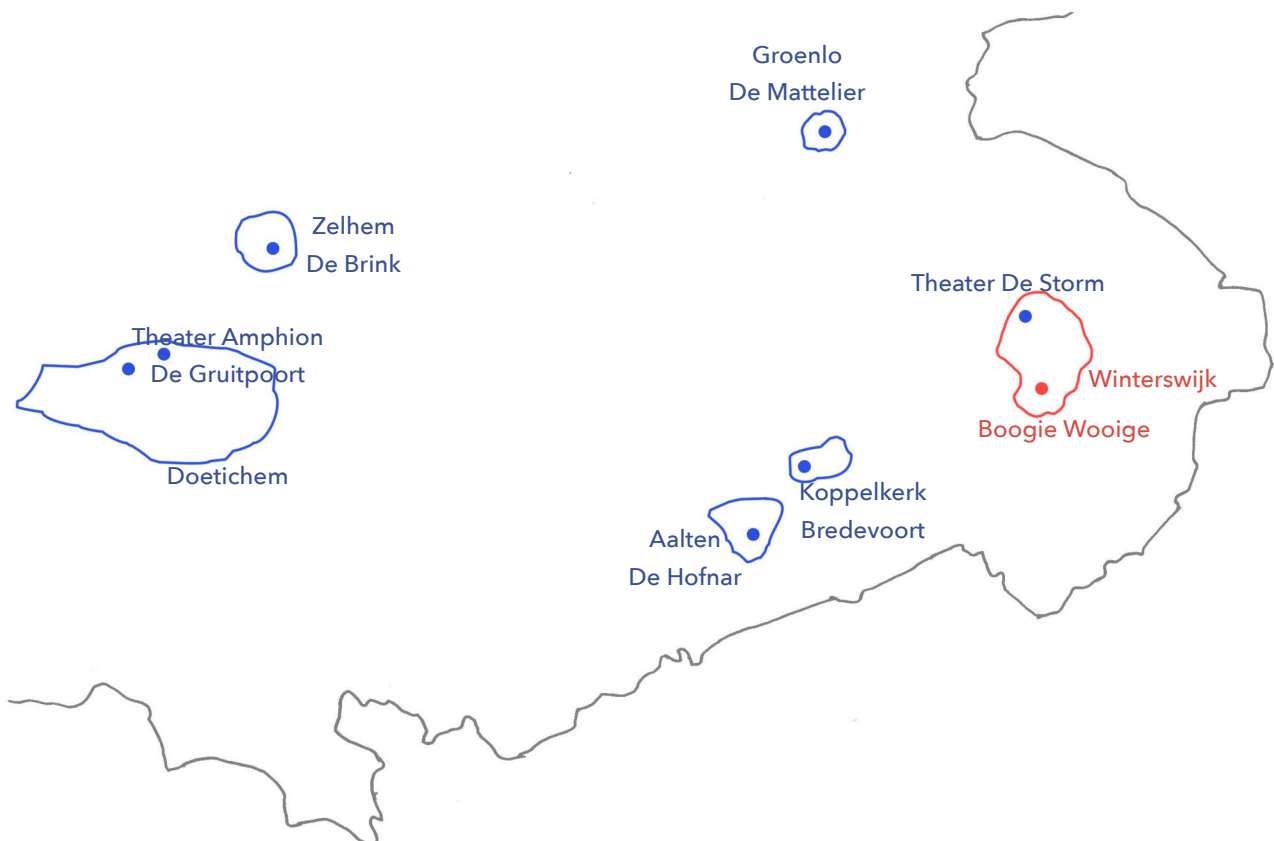 Groenlo
De Mattelier
Zelhem
De Brink
Theater De Storm
Theater Amphion
De Gruitpoort
Winterswijk
Boogie Wooige
Doetichem
Koppelkerk
Bredevoort
Aalten
De Hofnar